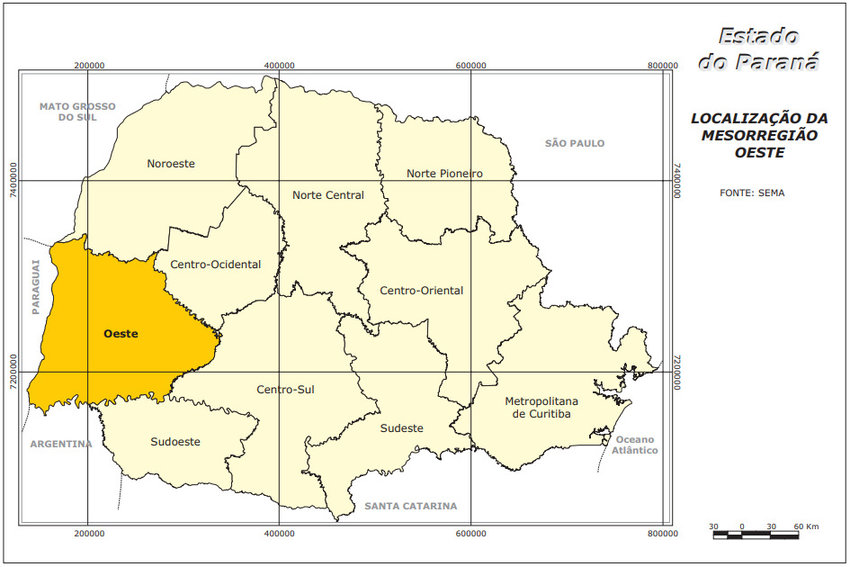 Estado
do Paraná
LOCALIZAÇÃO DA
MESORREGIÃO
OESTE
FONTE: SEMA
200000
400000
600000
800000
MATO GROSSO
DO SUL
SÃO PAULO
7400000
7400000
Noroeste
Norte Pioneiro
Norte Central
Centro-Ocidental
PARAGUAI
Centro-Oriental
Oeste
7200000
7200000
Centro-Sul
Metropolitana
de Curitiba
Sudeste
Sudoeste
ARGENTINA
Oceano
Atlântico
SANTA CATARINA
200000
400000
600000
800000
30 0 30 60 Km